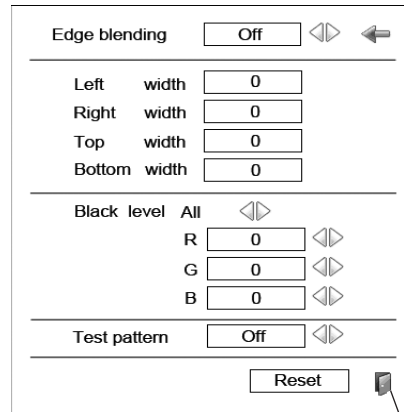 Edge blending Off
Left width 0
Right width 0
Top width 0
Bottom width 0
Black level All
R 0
G 0
B 0
Test pattern Off
Reset